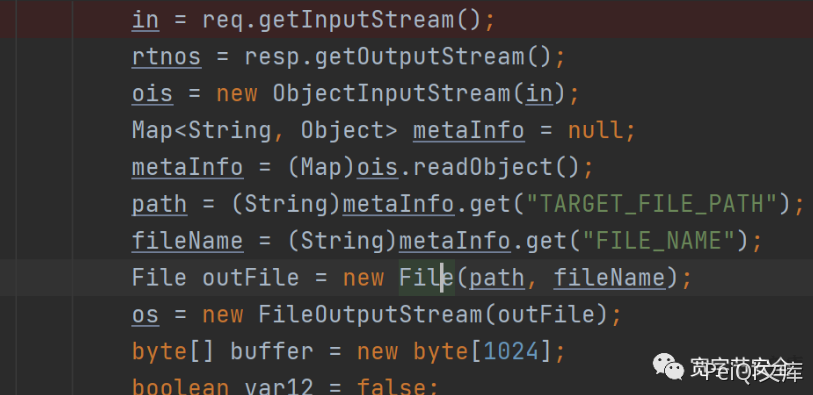 in = req.getInputStream();
rtnos = resp.getOutputStream();
ois = new ObjectInputStream(in);
Map<String, Object> metaInfo = null;
metaInfo = (Map)ois.readObject();
path = (String)metaInfo.get("TARGET_FILE_PATH");
fileName = (String)metaInfo.get("FILE_NAME");
File outFile = new File(path, fileName);
os = new FileOutputStream(outFile);
byte[] buffer = new byte[1024];
boolean var12 = false;
宽字节安全
PeiQi文库